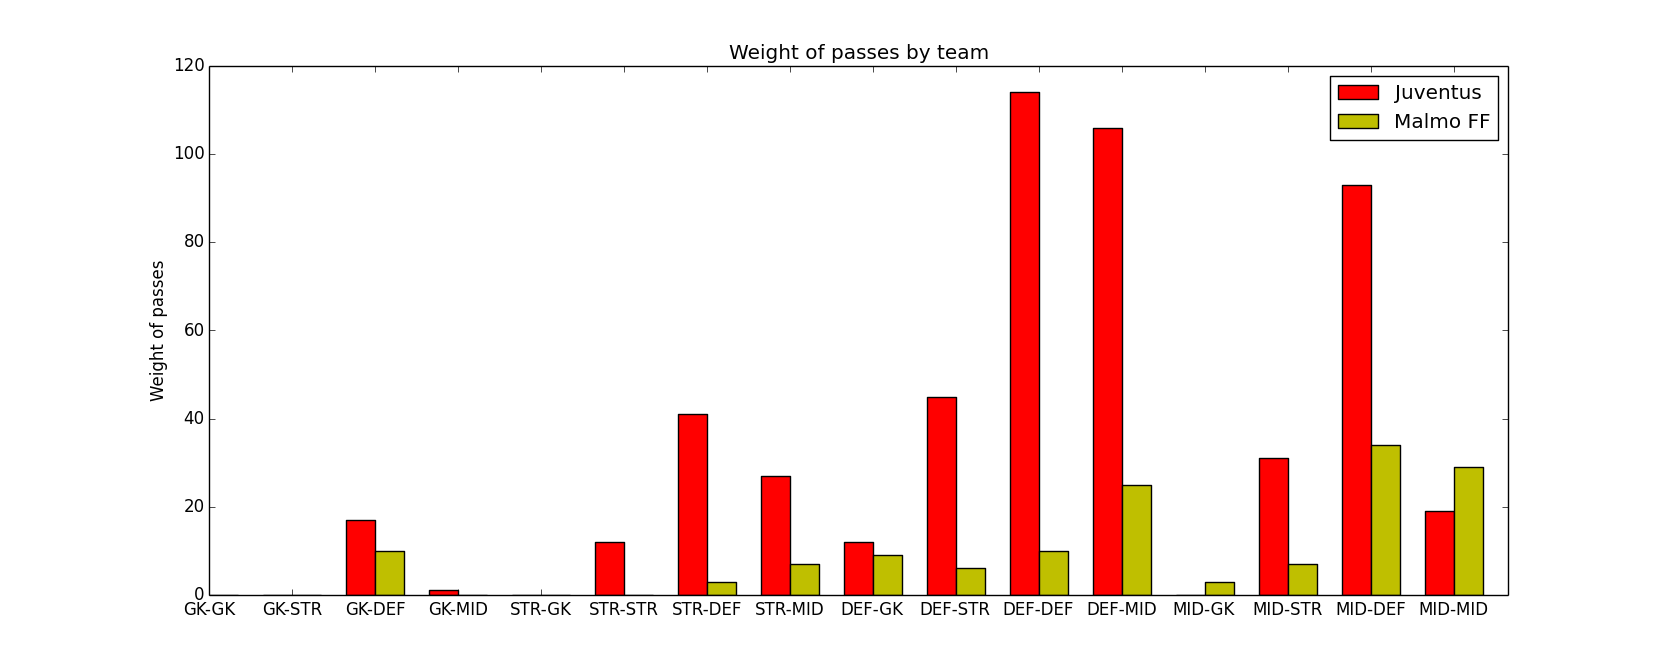 Weight of passes by team
120
100
80
60
40
20
0
Weight of passes
Juventus
Malmo FF
GK-GK GK-STR GK-DEF GK-MID STR-GK STR-STR STR-DEF STR-MID DEF-GK DEF-STR DEF-DEF DEF-MID MID-GK MID-STR MID-DEF MID-MID